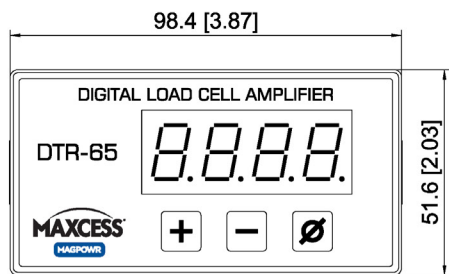 98.4 [3.87]
DIGITAL LOAD CELL AMPLIFIER
DTR-65
8.8.8.8.
51.6 [2.03]
MAXCESS
MAGPOWR
+ - Ø